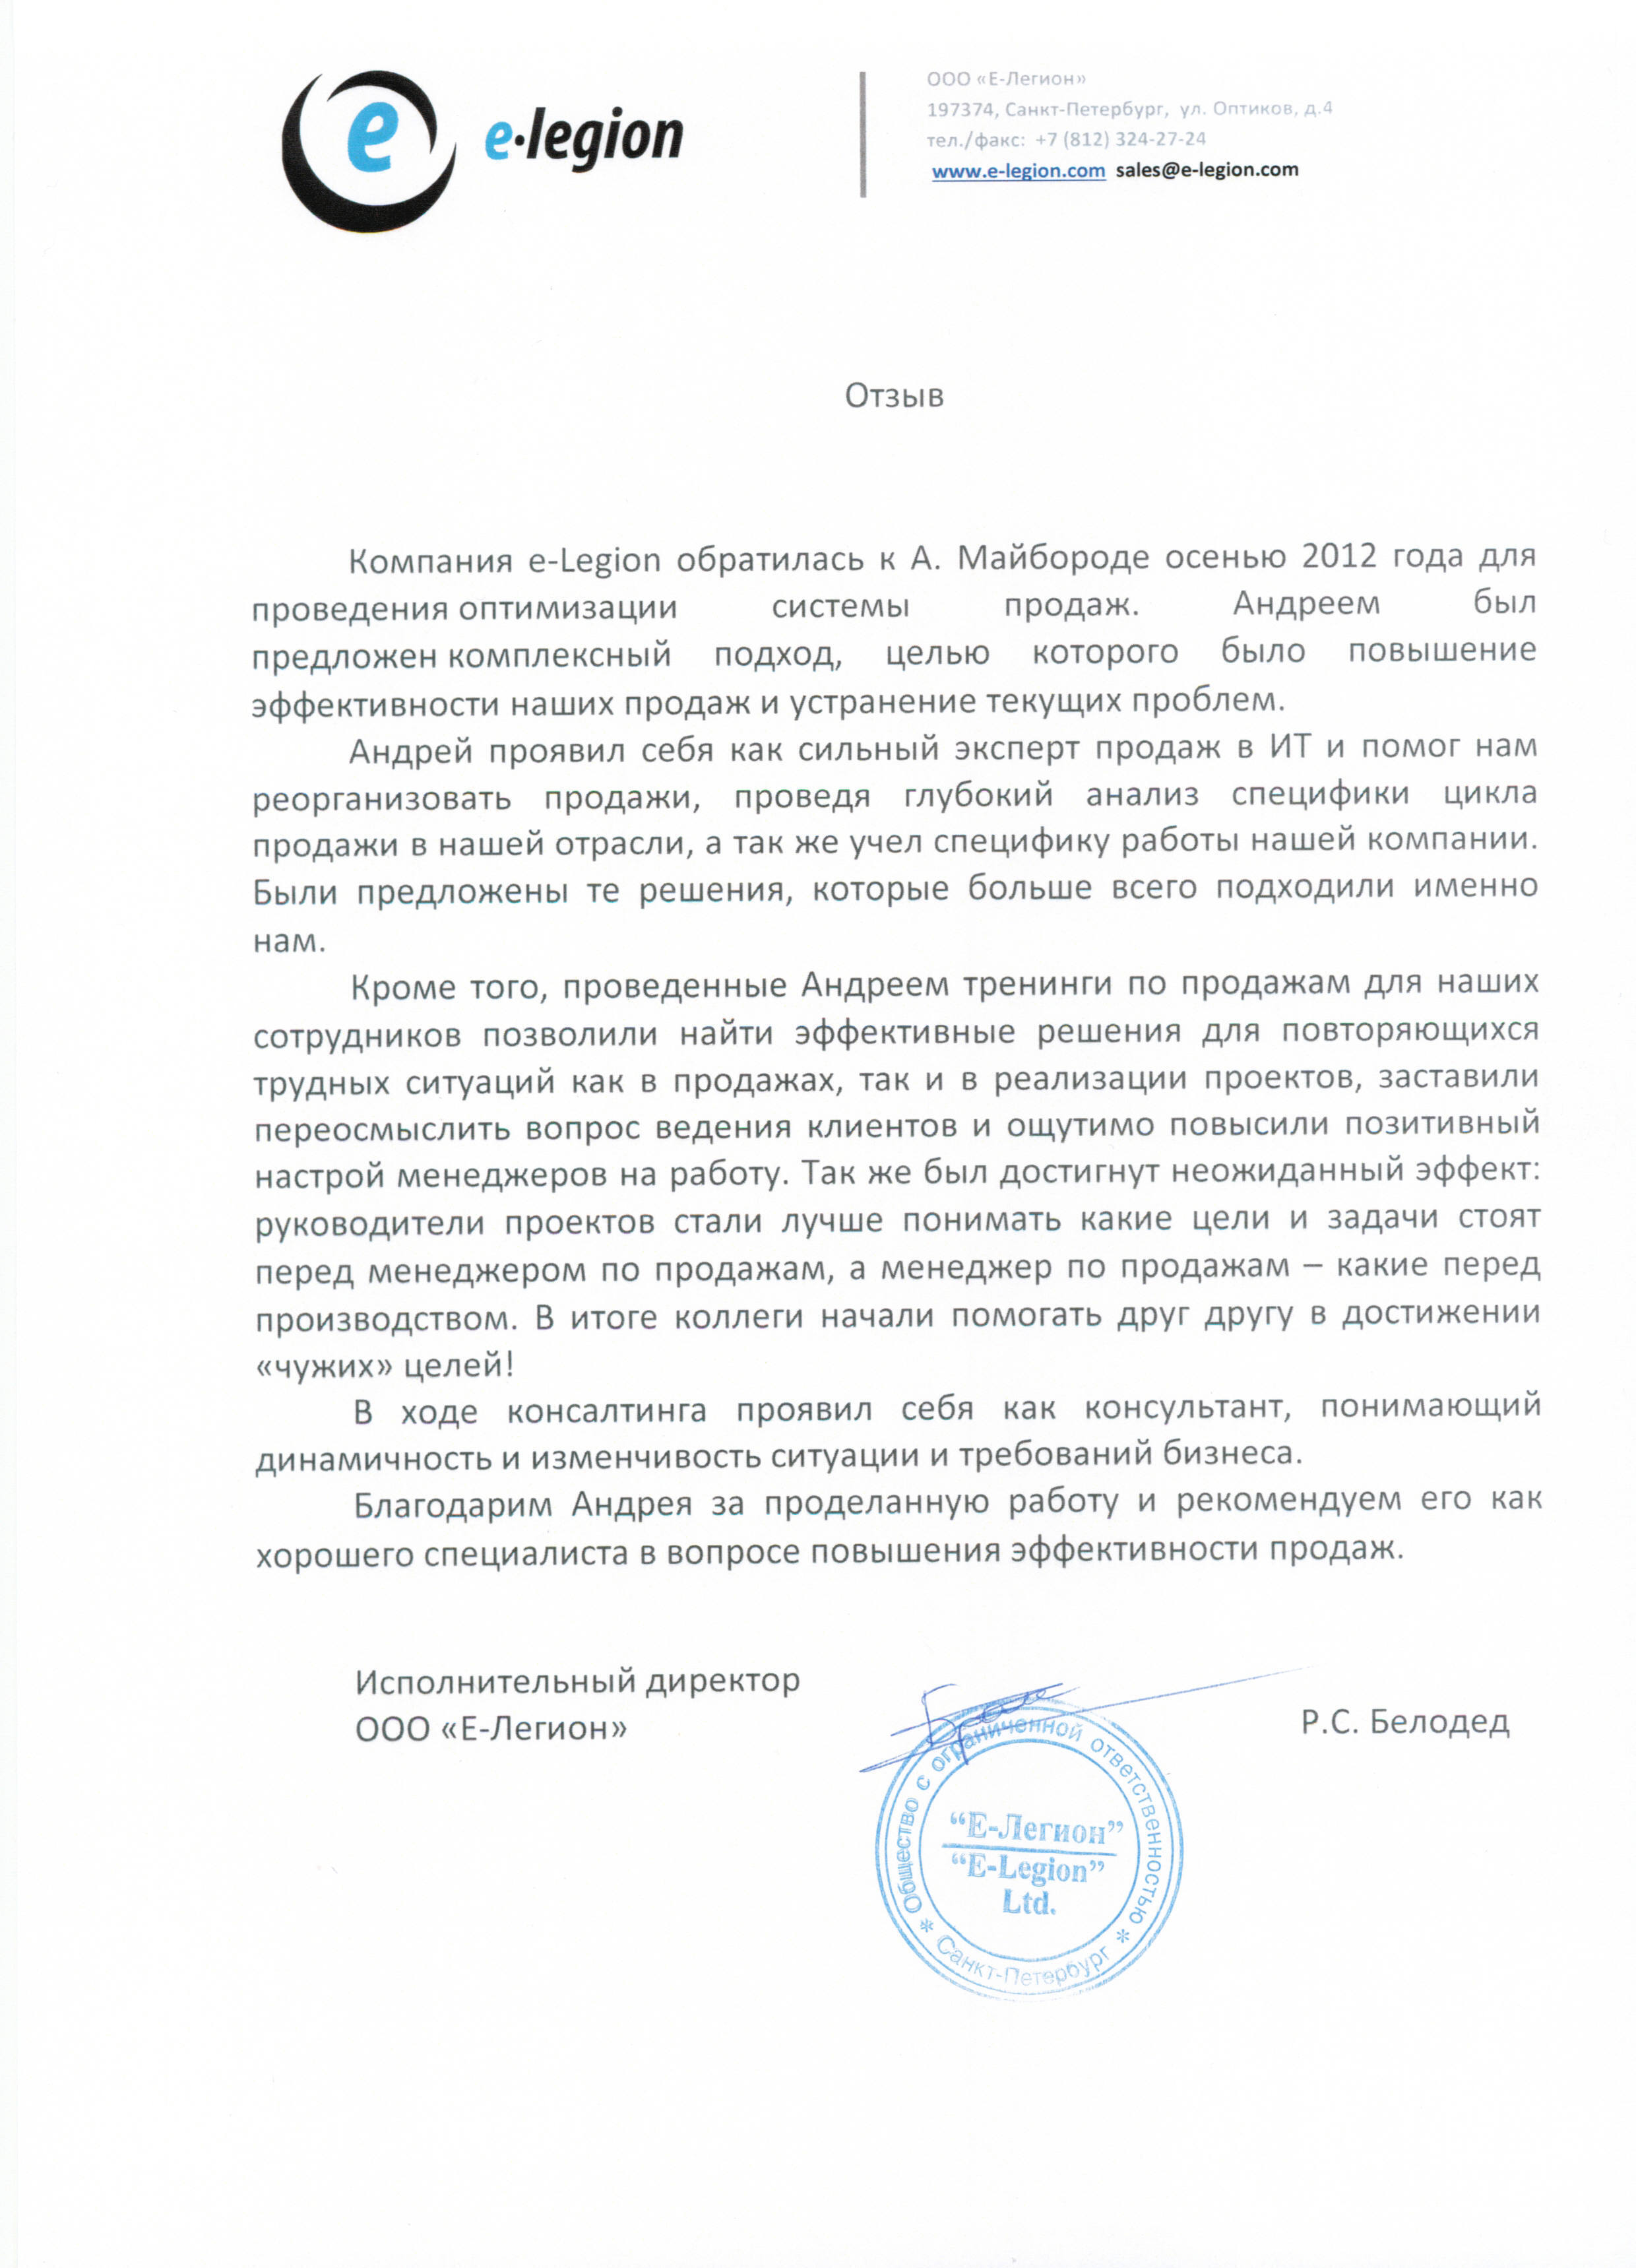 e
e·legion
ООО «Е-Легион»
197374, Санкт-Петербург, ул. Оптиков, д.4
тел./факс: +7 (812) 324-27-24
www.e-legion.com sales@e-legion.com
Отзыв
Компания e-Legion обратилась к А. Майбороде осенью 2012 года для
проведения оптимизации системы продаж. Андреем был
предложен комплексный подход, целью которого было повышение
эффективности наших продаж и устранение текущих проблем.
Андрей проявил себя как сильный эксперт продаж в ИТ и помог нам
реорганизовать продажи, проведя глубокий анализ специфики цикла
продажи в нашей отрасли, а так же учел специфику работы нашей компании.
Были предложены те решения, которые больше всего подходили именно
нам.
Кроме того, проведенные Андреем тренинги по продажам для наших
сотрудников позволили найти эффективные решения для повторяющихся
трудных ситуаций как в продажах, так и в реализации проектов, заставили
переосмыслить вопрос ведения клиентов и ощутимо повысили позитивный
настрой менеджеров на работу. Так же был достигнут неожиданный эффект:
руководители проектов стали лучше понимать какие цели и задачи стоят
перед менеджером по продажам, а менеджер по продажам – какие перед
производством. В итоге коллеги начали помогать друг другу в достижении
«чужих» целей!
В ходе консалтинга проявил себя как консультант, понимающий
динамичность и изменчивость ситуации и требований бизнеса.
Благодарим Андрея за проделанную работу и рекомендуем его как
хорошего специалиста в вопросе повышения эффективности продаж.
Исполнительный директор
ООО «Е-Легион»
Р.С. Белодед
Общество с ограниченной ответственностью
"Е-Легион"
"E-Legion"
Ltd.
* Санкт-Петербург *